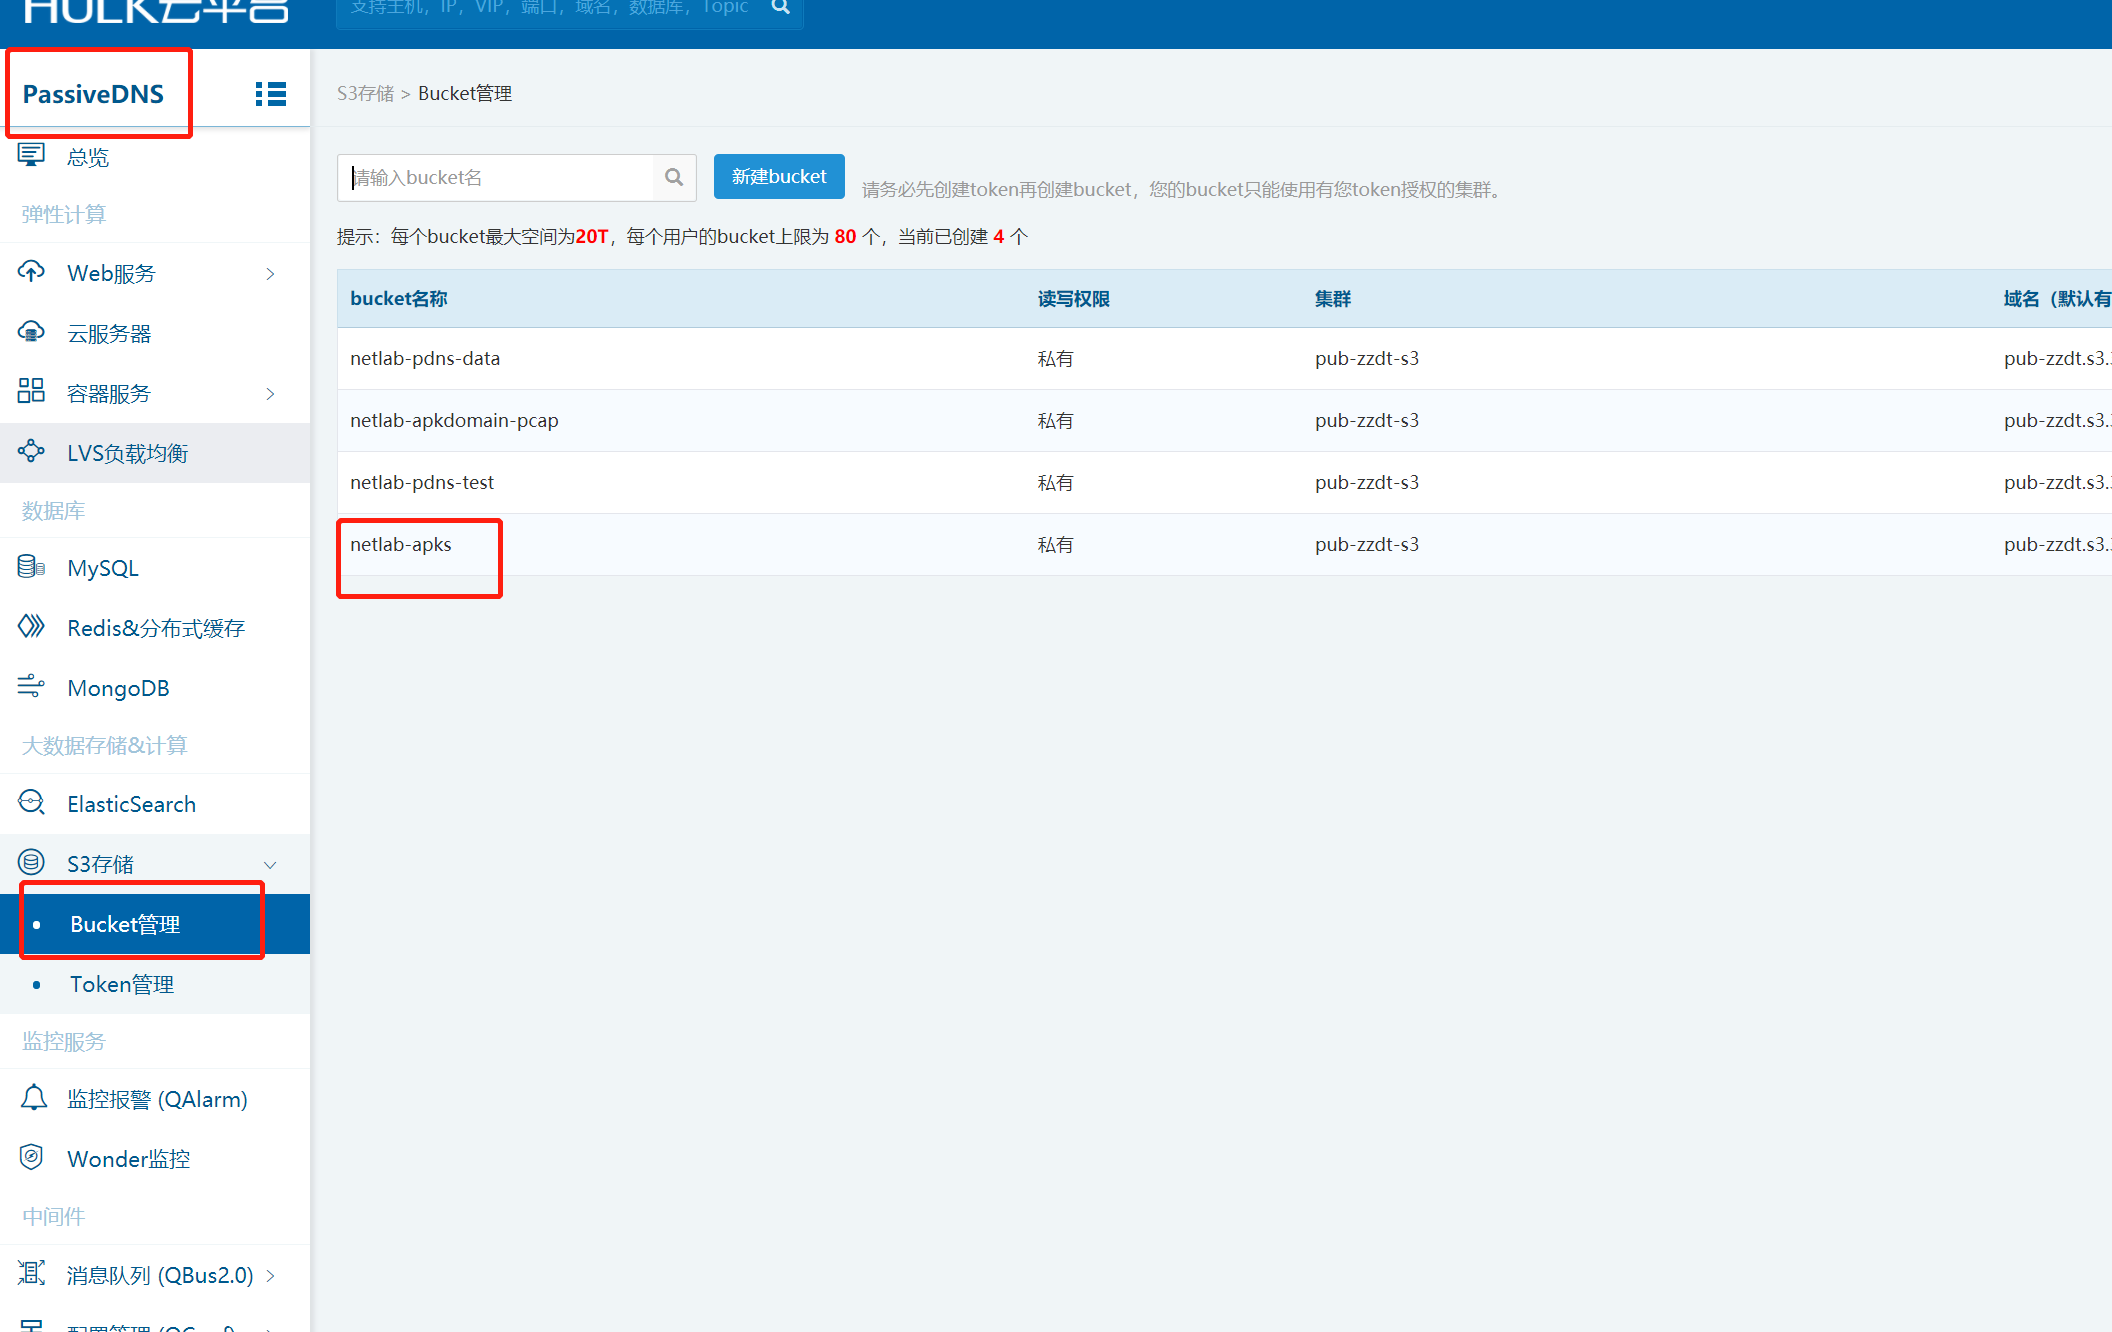 HULK云平台
支持主机，IP，VIP，端口，域名，数据库，Topic
PassiveDNS
S3存储 > Bucket管理
总览
请输入bucket名
新建bucket
请务必先创建token再创建bucket，您的bucket只能使用有您token授权的集群。
弹性计算
提示：每个bucket最大空间为20T，每个用户的bucket上限为 80 个，当前已创建 4 个
Web服务
云服务器
容器服务
LVS负载均衡
数据库
MySQL
Redis&分布式缓存
MongoDB
大数据存储&计算
ElasticSearch
S3存储
Bucket管理
Token管理
监控服务
监控报警 (QAlarm)
Wonder监控
中间件
消息队列 (QBus2.0)
配置管理
bucket名称 读写权限 集群 域名（默认有
netlab-pdns-data 私有 pub-zzdt-s3 pub-zzdt.s3.
netlab-apkdomain-pcap 私有 pub-zzdt-s3 pub-zzdt.s3.
netlab-pdns-test 私有 pub-zzdt-s3 pub-zzdt.s3.
netlab-apks 私有 pub-zzdt-s3 pub-zzdt.s3.